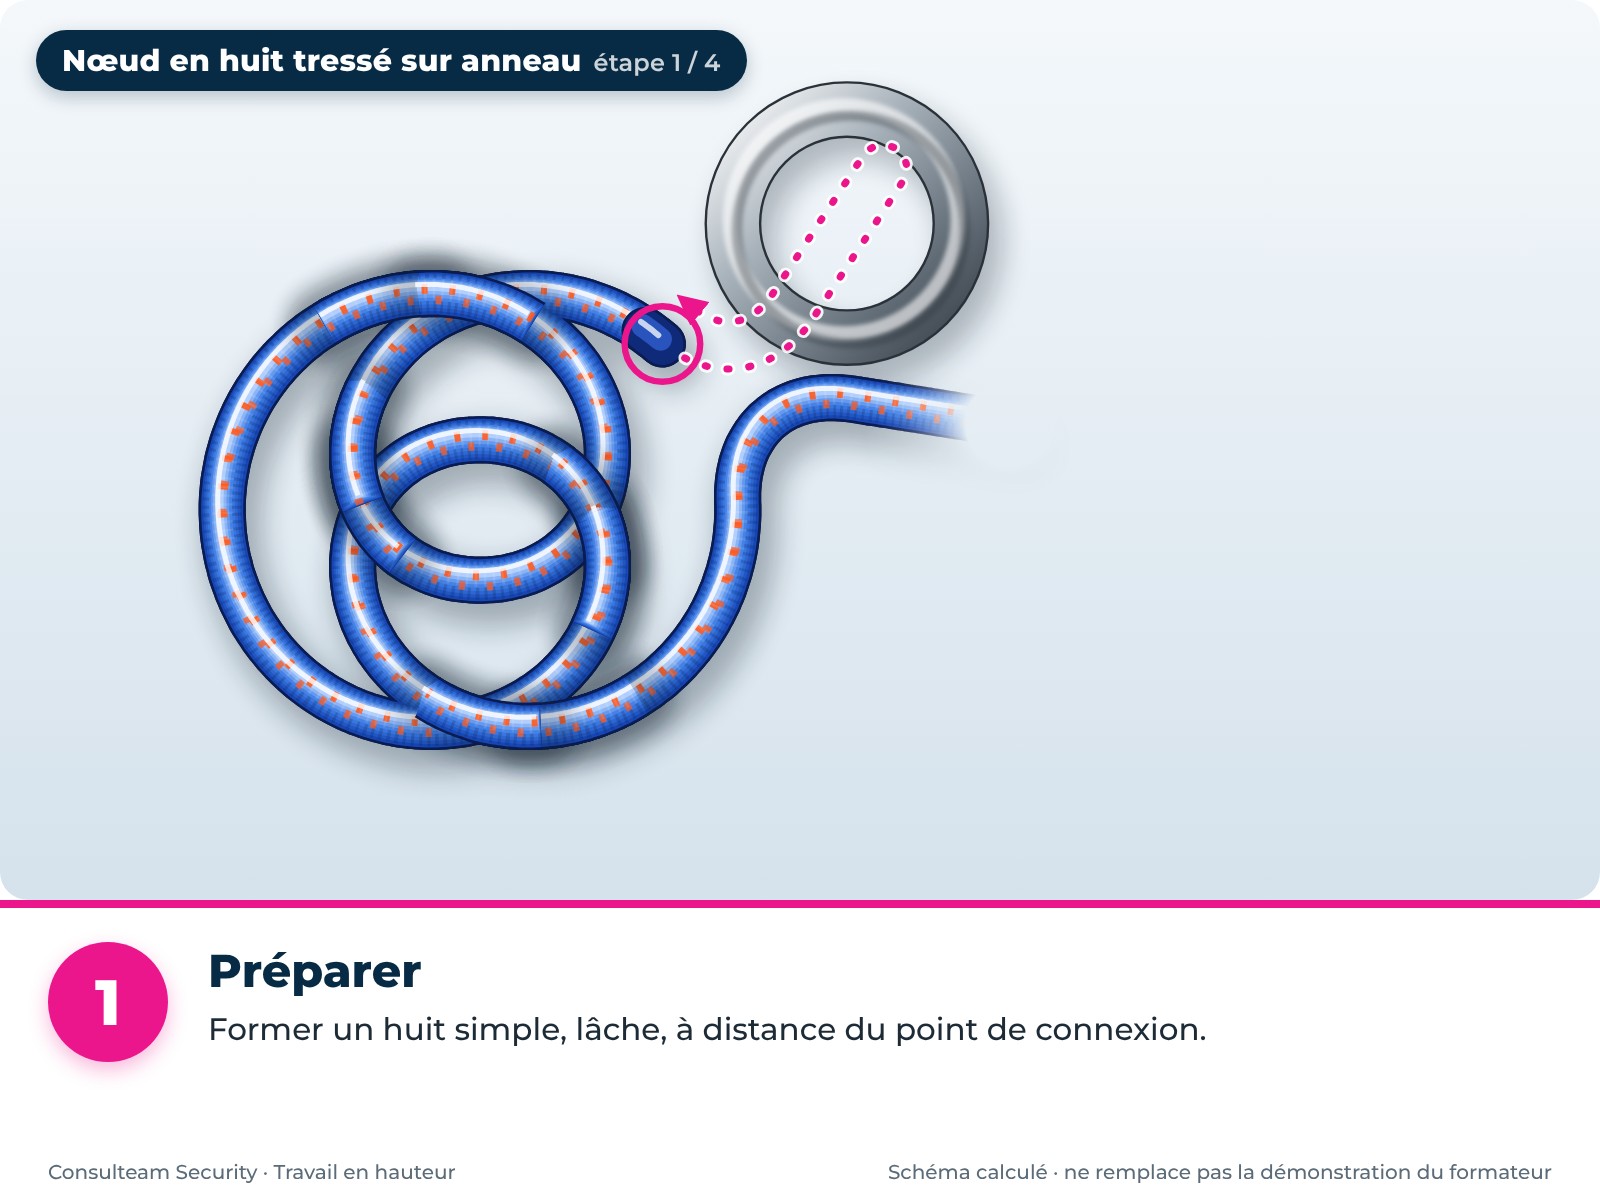 Nœud en huit tressé sur anneau étape 1 / 4
1
Préparer
Former un huit simple, lâche, à distance du point de connexion.
Consulteam Security · Travail en hauteur
Schéma calculé · ne remplace pas la démonstration du formateur